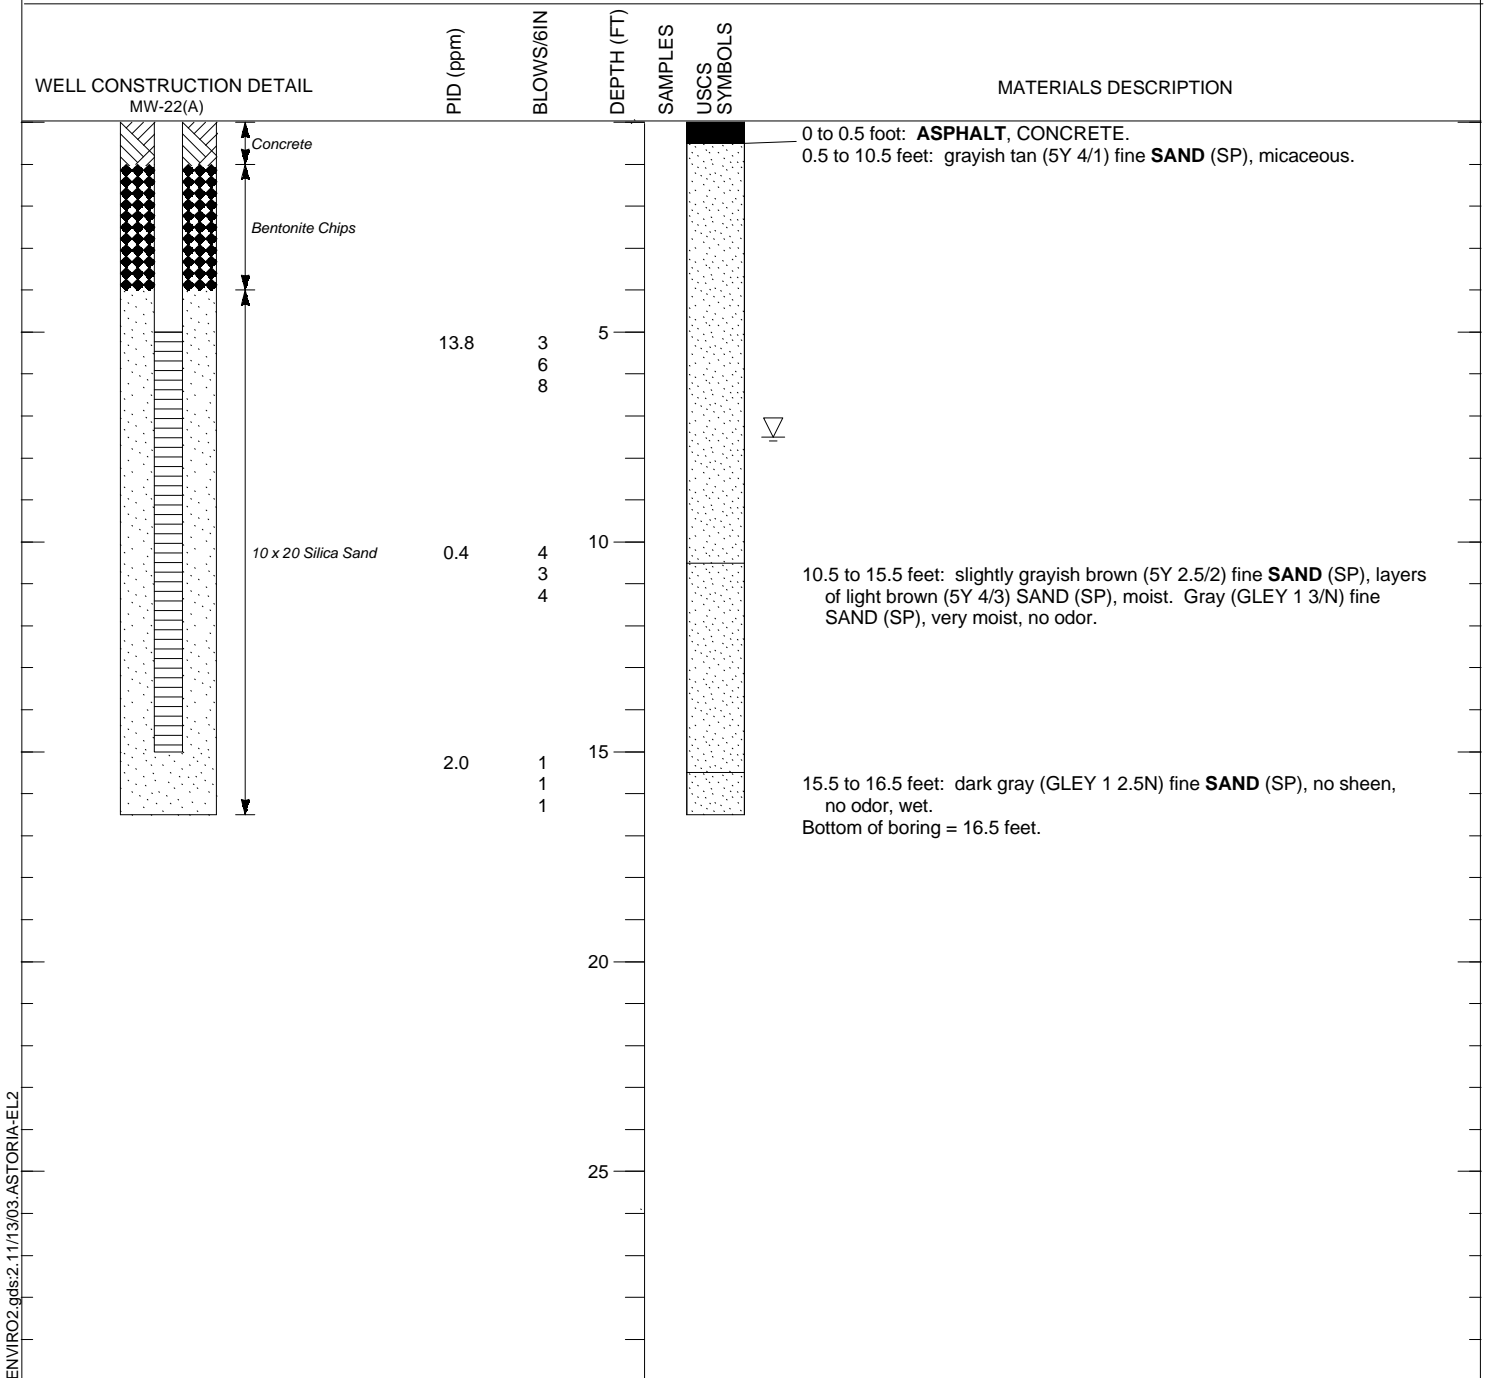 WELL CONSTRUCTION DETAIL
MW-22(A)
PID (ppm)
BLOWS/6IN
DEPTH (FT)
SAMPLES
USCS
SYMBOLS
MATERIALS DESCRIPTION
Concrete
0 to 0.5 foot: ASPHALT, CONCRETE.
0.5 to 10.5 feet: grayish tan (5Y 4/1) fine SAND (SP), micaceous.
Bentonite Chips
5
13.8 3
6
8
10
10 x 20 Silica Sand
0.4 4
3
4
10.5 to 15.5 feet: slightly grayish brown (5Y 2.5/2) fine SAND (SP), layers
of light brown (5Y 4/3) SAND (SP), moist. Gray (GLEY 1 3/N) fine
SAND (SP), very moist, no odor.
15
2.0 1
1
1
15.5 to 16.5 feet: dark gray (GLEY 1 2.5N) fine SAND (SP), no sheen,
no odor, wet.
Bottom of boring = 16.5 feet.
20
25
ENVIRO2.gds:2.11/13/03.ASTORIA-EL2